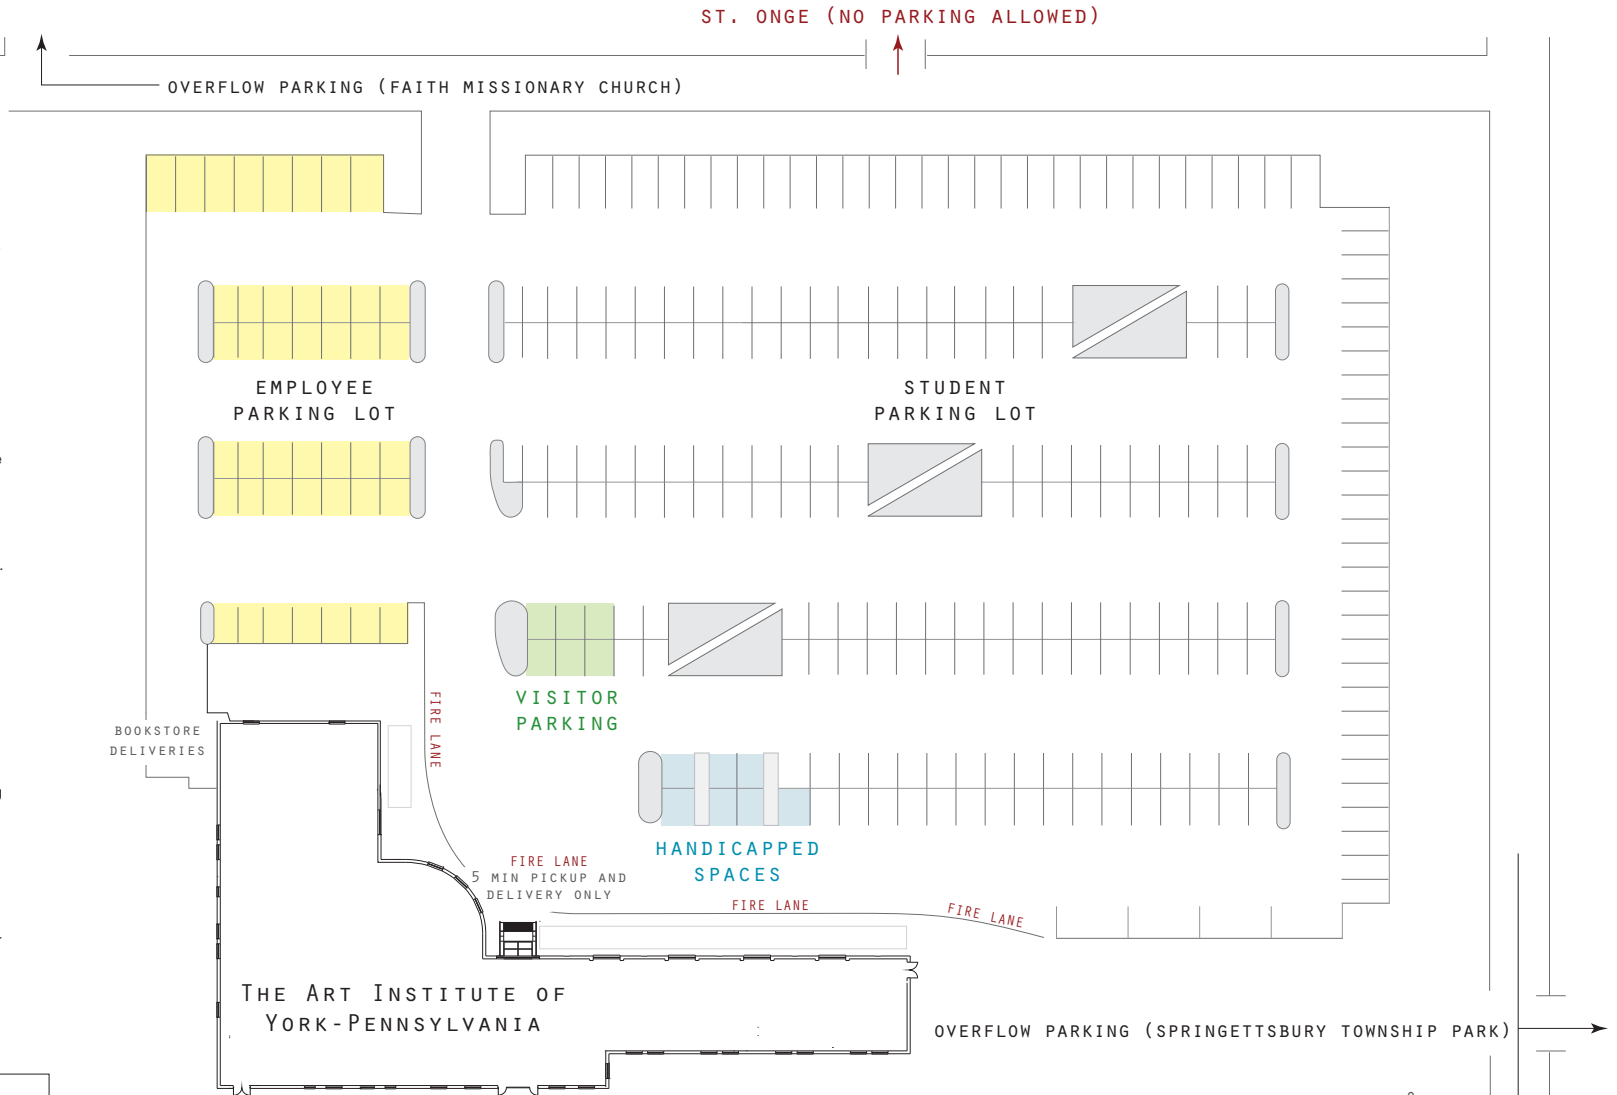 ST. ONGE (NO PARKING ALLOWED)
OVERFLOW PARKING (FAITH MISSIONARY CHURCH)
EMPLOYEE
PARKING LOT
STUDENT
PARKING LOT
VISITOR
PARKING
FIRE LANE
BOOKSTORE
DELIVERIES
HANDICAPPED
SPACES
FIRE LANE
5 MIN PICKUP AND
DELIVERY ONLY
FIRE LANE
FIRE LANE
THE ART INSTITUTE OF
YORK-PENNSYLVANIA
OVERFLOW PARKING (SPRINGETTSBURY TOWNSHIP PARK)